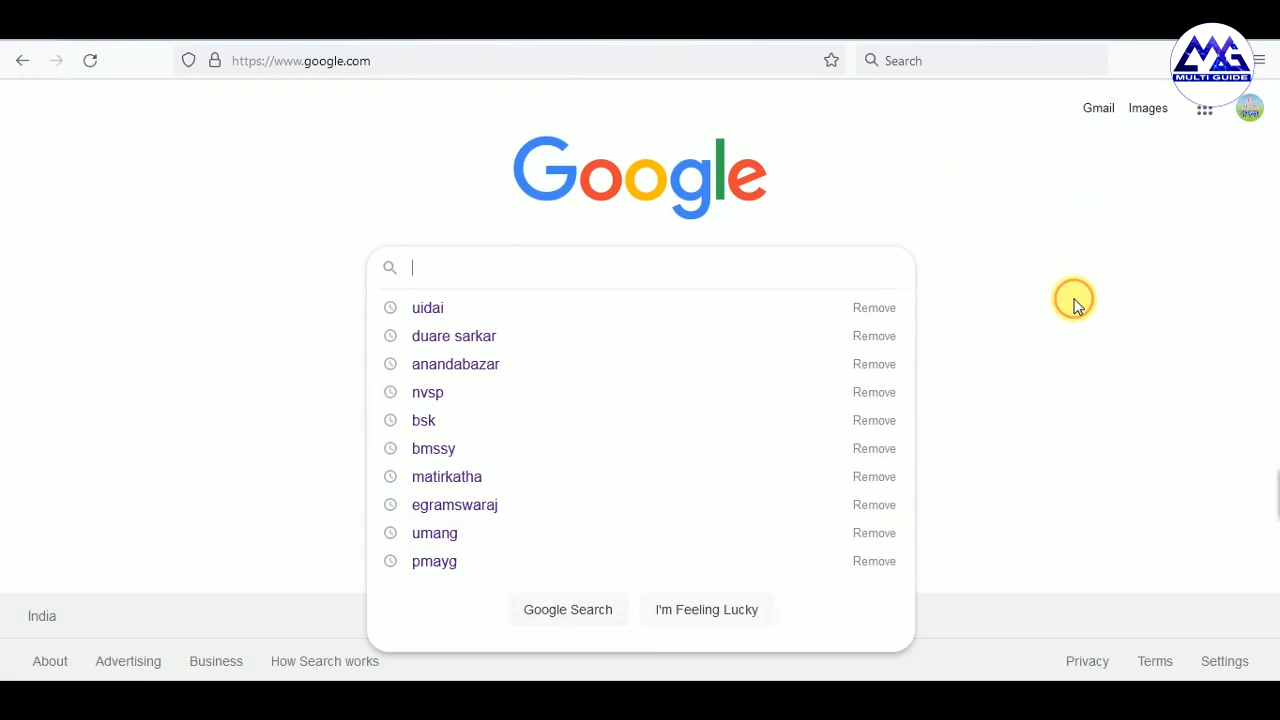 https://www.google.com
Search
MG
MULTI GUIDE
Gmail Images
Google
uidai Remove
duare sarkar Remove
anandabazar Remove
nvsp Remove
bsk Remove
bmssy Remove
matirkatha Remove
egramswaraj Remove
umang Remove
pmayg Remove
Google Search I'm Feeling Lucky
India
About Advertising Business How Search works Privacy Terms Settings